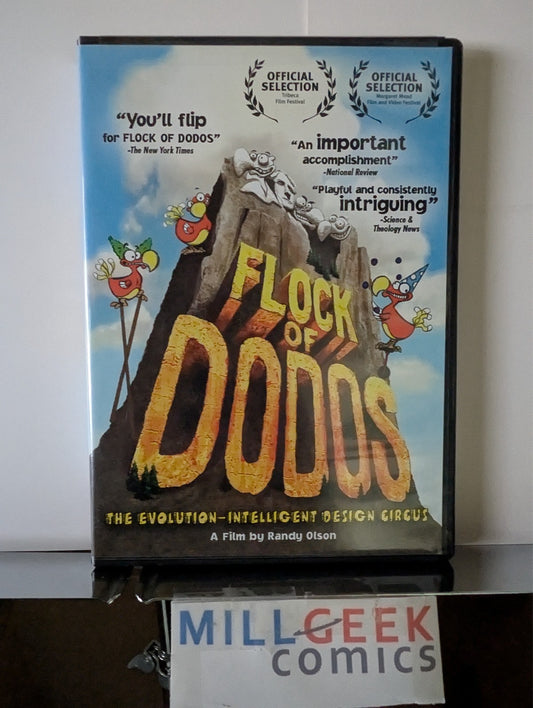 OFFICIAL
SELECTION
Tribeca
Film Festival
OFFICIAL
SELECTION
Margaret Mead
Film and Video Festival
“You’ll flip
for FLOCK OF DODOS”
-The New York Times
“An important
accomplishment”
-National Review
“Playful and consistently
intriguing”
-Science &
Theology News
FLOCK
OF
DODOS
THE EVOLUTION-INTELLIGENT DESIGN CIRCUS
A Film by Randy Olson
MILL GEEK
comics